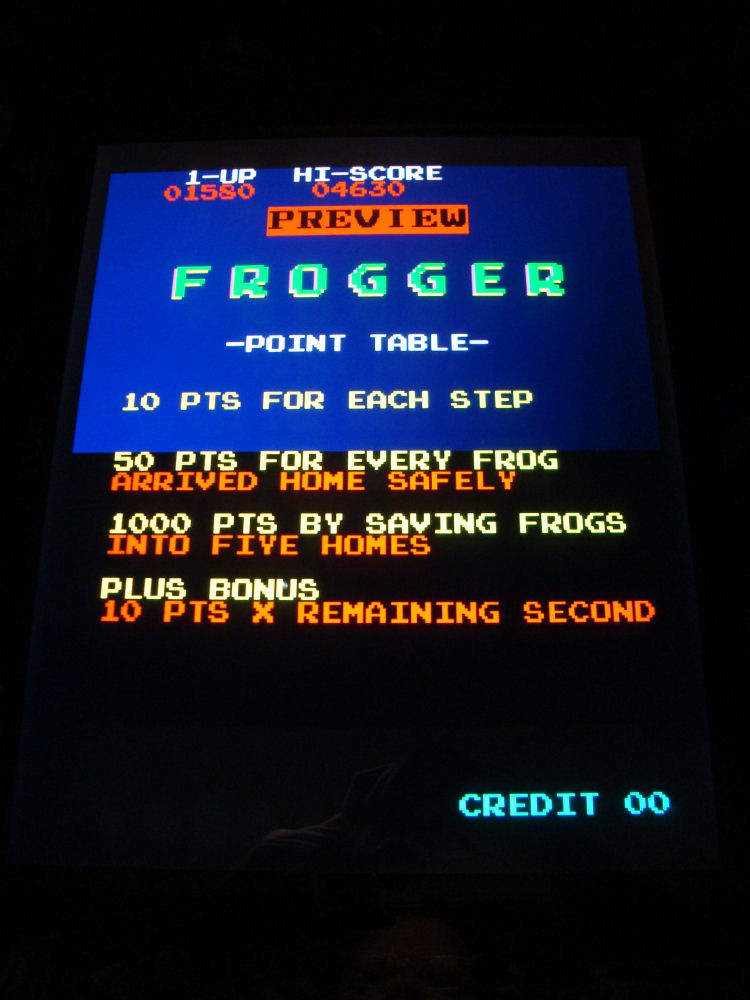 1-UP HI-SCORE
01580 04630
PREVIEW
FROGGER
-POINT TABLE-
10 PTS FOR EACH STEP
50 PTS FOR EVERY FROG
ARRIVED HOME SAFELY
1000 PTS BY SAVING FROGS
INTO FIVE HOMES
PLUS BONUS
10 PTS X REMAINING SECOND
CREDIT 00